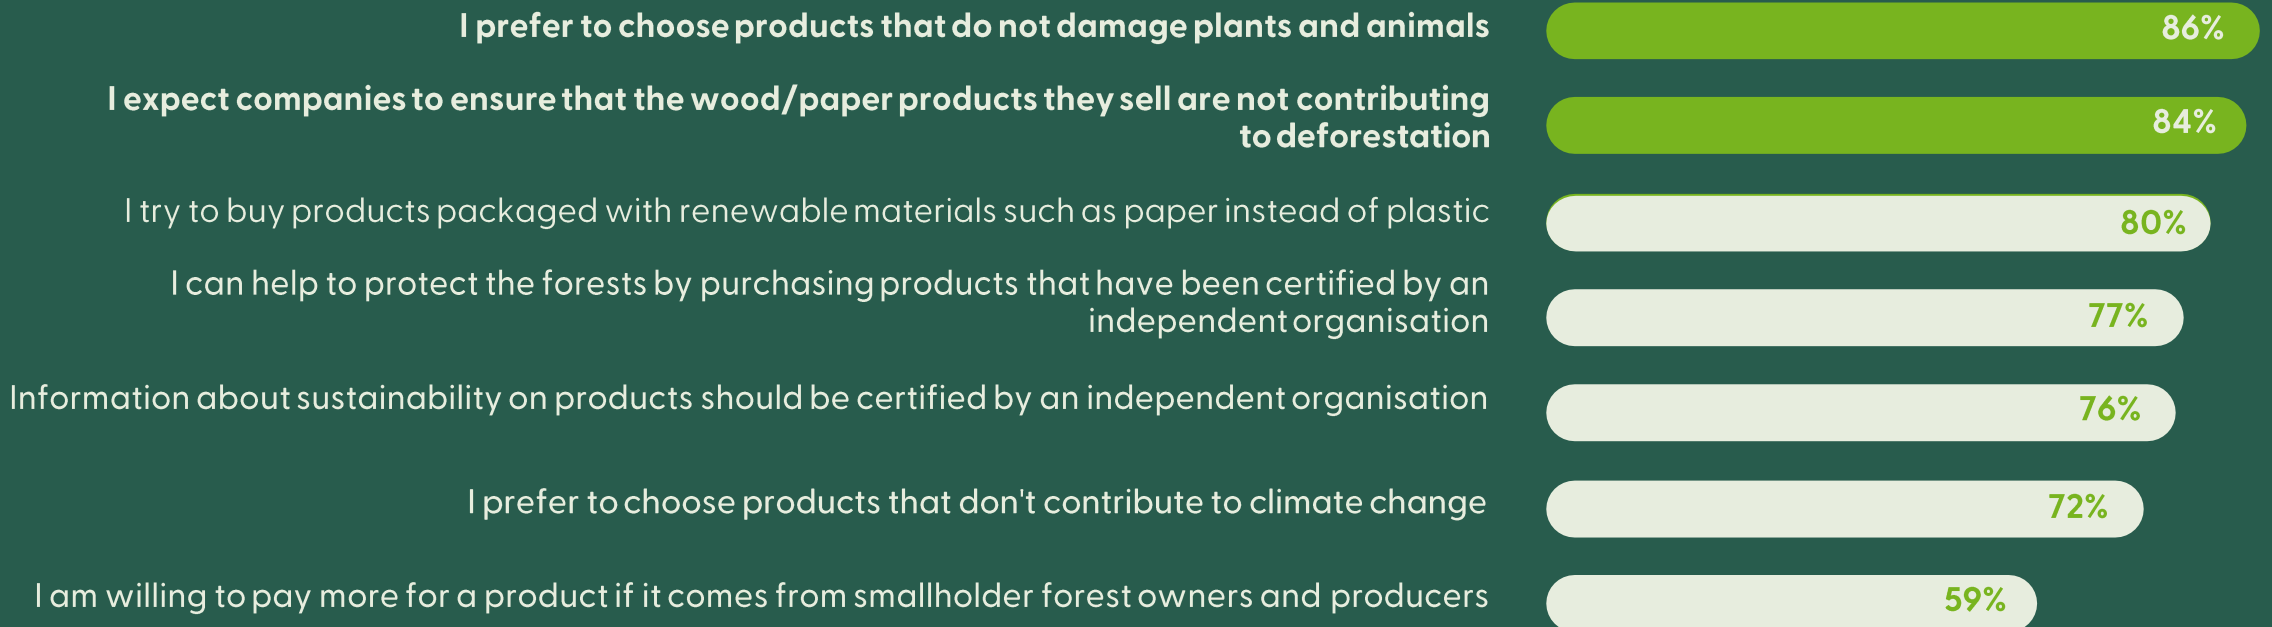 I prefer to choose products that do not damage plants and animals
86%
I expect companies to ensure that the wood/paper products they sell are not contributing
to deforestation
84%
I try to buy products packaged with renewable materials such as paper instead of plastic
80%
I can help to protect the forests by purchasing products that have been certified by an
independent organisation
77%
Information about sustainability on products should be certified by an independent organisation
76%
I prefer to choose products that don't contribute to climate change
72%
I am willing to pay more for a product if it comes from smallholder forest owners and producers
59%